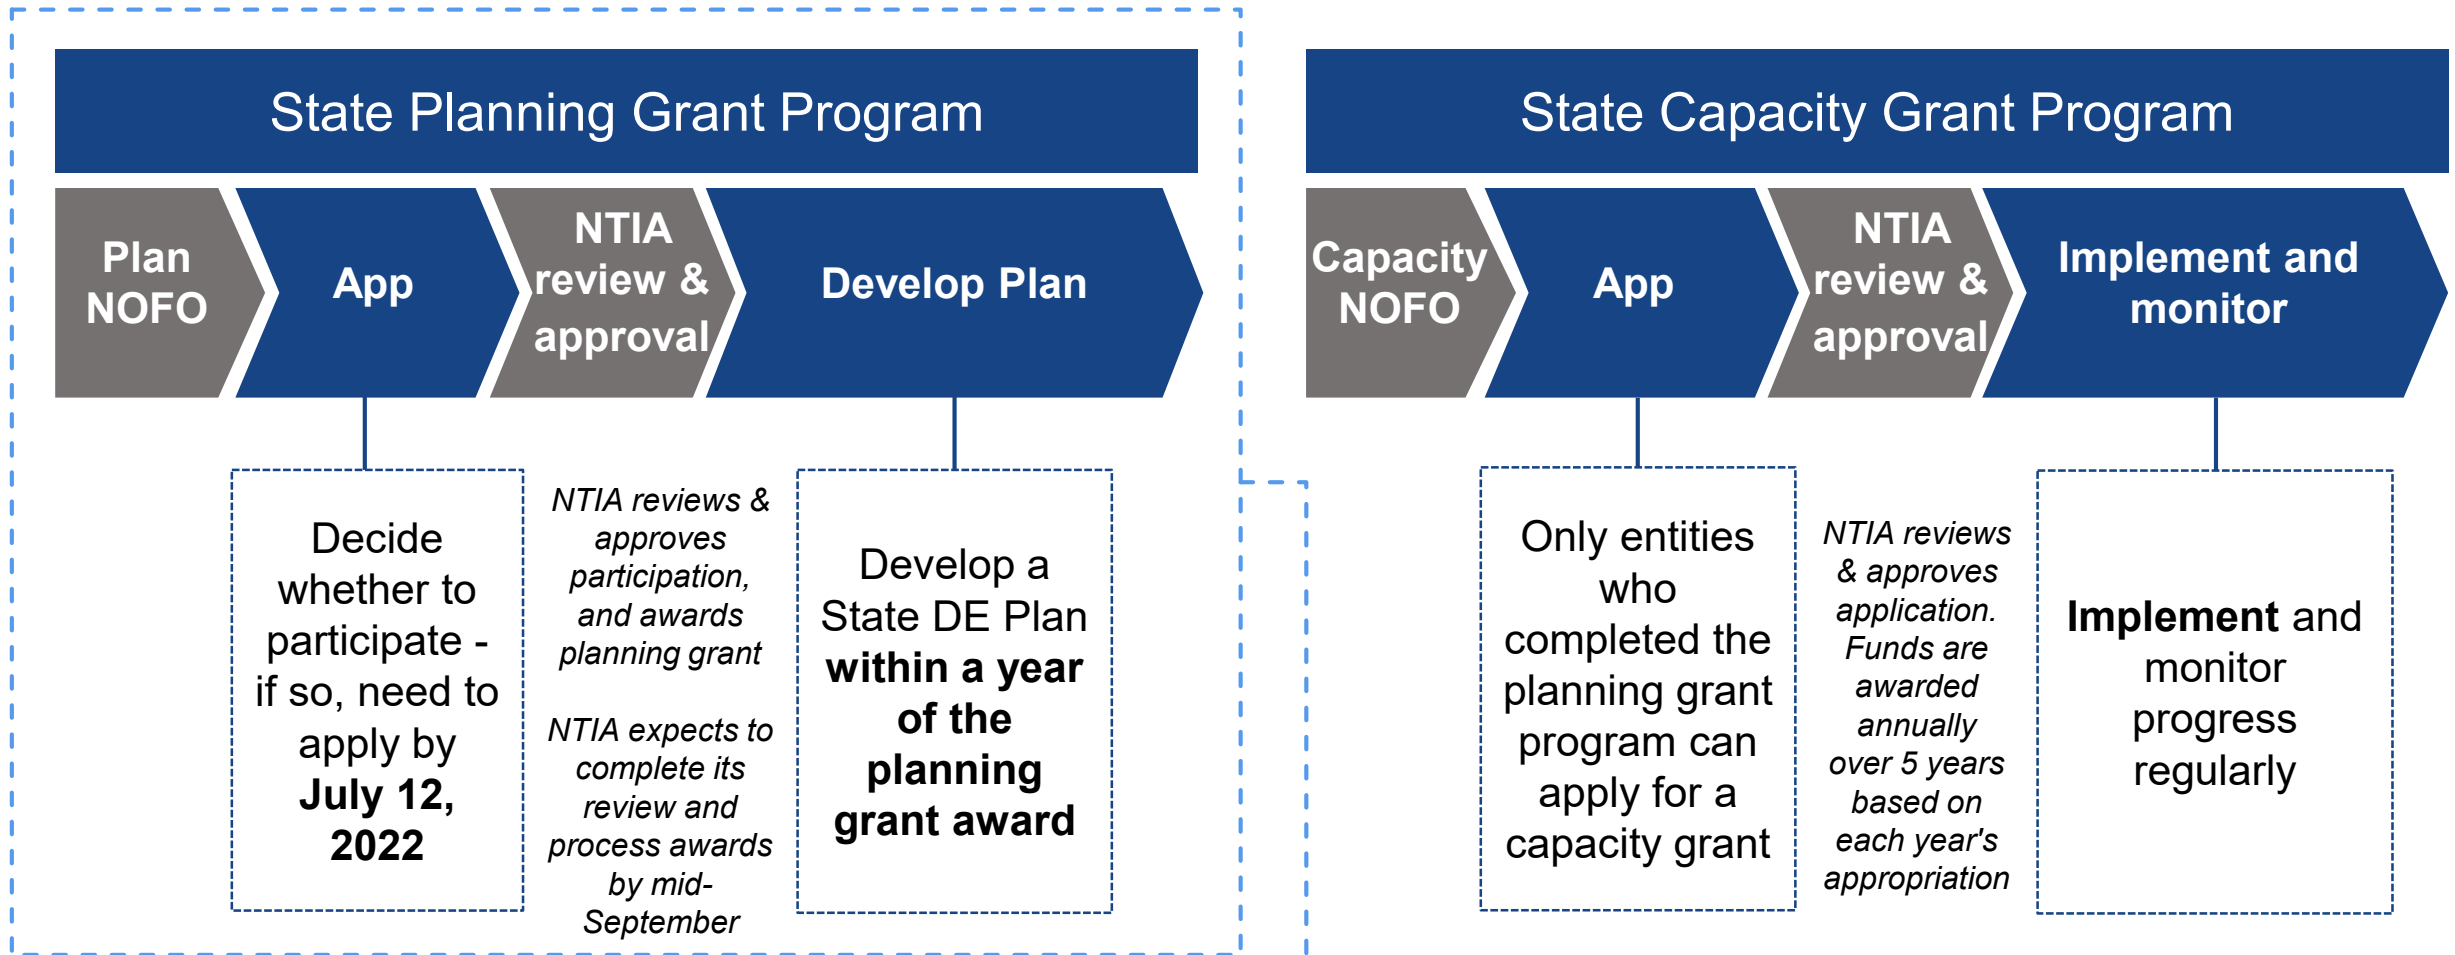 State Planning Grant Program
Plan
NOFO
App
NTIA
review &
approval
Develop Plan
Decide
whether to
participate -
if so, need to
apply by
July 12,
2022
NTIA reviews &
approves
participation,
and awards
planning grant
NTIA expects to
complete its
review and
process awards
by mid-
September
Develop a
State DE Plan
within a year
of the
planning
grant award
State Capacity Grant Program
Capacity
NOFO
App
NTIA
review &
approval
Implement and
monitor
Only entities
who
completed the
planning grant
program can
apply for a
capacity grant
NTIA reviews
& approves
application.
Funds are
awarded
annually
over 5 years
based on
each year's
appropriation
Implement and
monitor
progress
regularly